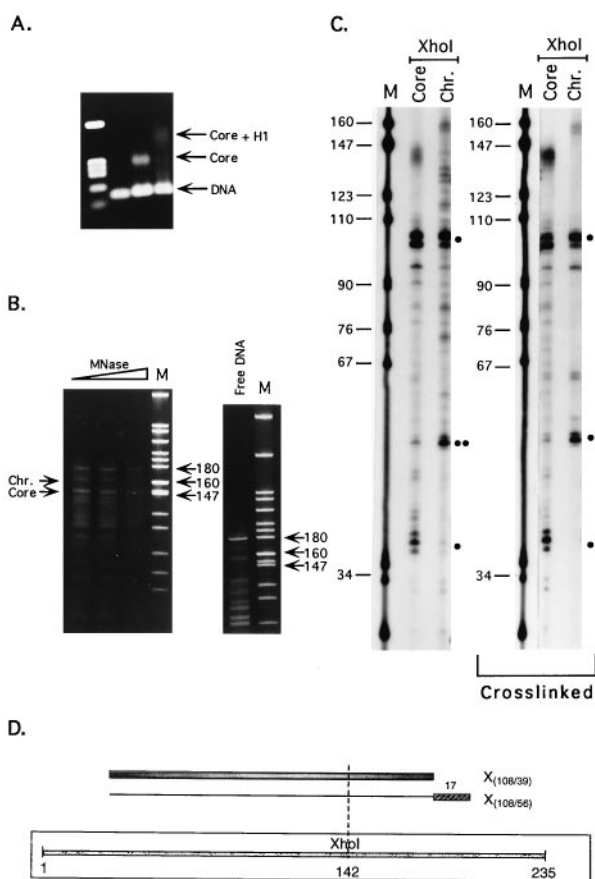 A.
Core + H1
Core
DNA
B.
MNase
M
Chr.
Core
180
160
147
Free DNA
M
180
160
147
C.
XhoI
M
Core
Chr.
160
147
123
110
90
76
67
34
XhoI
M
Core
Chr.
160
147
123
110
90
76
67
34
Crosslinked
D.
17
X(108/39)
X(108/56)
XhoI
1
142
235